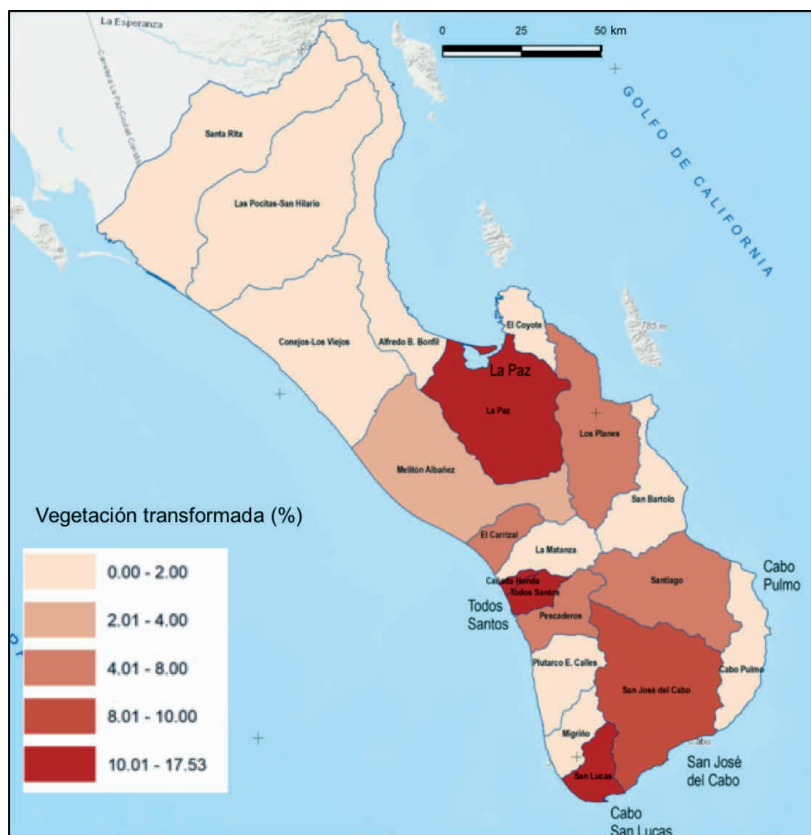 La Esperanza
0
25
50 km
GOLFO DE CALIFORNIA
Santa Rita
Las Pocitas-San Hilario
785 m
El Coyote
Conejos-Los Viejos
Alfredo B. Bonfil
La Paz
La Paz
Los Planes
Melitón Albañez
San Bartolo
Vegetación transformada (%)
El Carrizal
La Matanza
0.00 - 2.00
Cañada Honda
Todos Santos
Santiago
Cabo
Pulmo
Todos
Santos
2.01 - 4.00
Pescaderos
4.01 - 8.00
Plutarco E. Calles
Cabo Pulmo
San José del Cabo
8.01 - 10.00
Migriño
Cabo
San José
del Cabo
10.01 - 17.53
San Lucas
Cabo
San Lucas